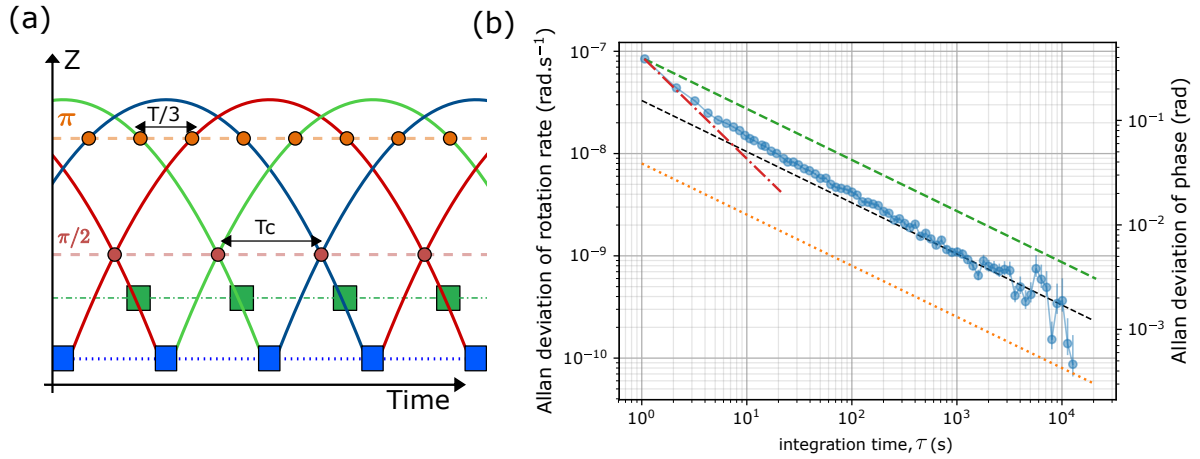 (a)
Z
π
T/3
π/2
Tc
Time
(b)
Allan deviation of rotation rate (rad.s⁻¹)
10⁻⁷
10⁻⁸
10⁻⁹
10⁻¹⁰
10⁰
10¹
10²
10³
10⁴
integration time, τ (s)
10⁻¹
10⁻²
10⁻³
Allan deviation of phase (rad)